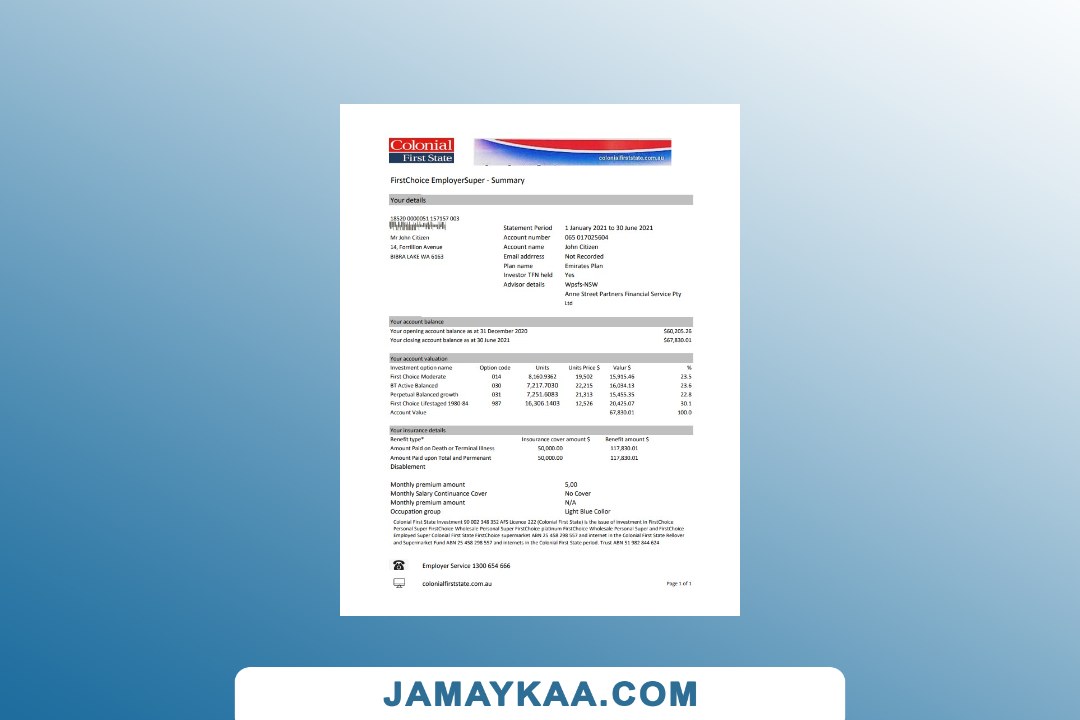 Colonial
First State
colonialfirststate.com.au
FirstChoice EmployerSuper - Summary
Your details
18520 0000051 157157 003
Mr John Citizen
14, Forrillion Avenue
BIBRA LAKE WA 6163
Statement Period 1 January 2021 to 30 June 2021
Account number 065 017025604
Account name John Citizen
Email addrress Not Recorded
Plan name Emirates Plan
Investor TFN held Yes
Advisor details Wpsfs-NSW
Anne Street Partners Financial Service Pty
Ltd
Your account balance
Your opening account balance as at 31 December 2020 $60,205.26
Your closing account balance as at 30 June 2021 $67,830.01
Your account valuation
Investment option name Option code Units Units Price $ Valur $ %
First Choice Moderate 014 8,160.9362 19,502 15,915.46 23.5
BT Active Balanced 030 7,217.7030 22,215 16,034.13 23.6
Perpetual Balanced growth 031 7,251.6083 21,313 15,455.35 22.8
First Choice Lifestaged 1980-84 987 16,306.1403 12,526 20,425.07 30.1
Account Value 67,830.01 100.0
Your insurance details
Benefit type* Insourance cover amount $ Benefit amount $
Amount Paid on Death or Terminal Illness 50,000.00 117,830.01
Amount Paid upon Total and Permenant 50,000.00 117,830.01
Disablement
Monthly premium amount 5,00
Monthly Salary Continuance Cover No Cover
Monthly premium amount N/A
Occupation group Light Blue Collor
Colonial First State Investment 90 002 348 352 AFS Licence 222 (Colonial First State) is the issue of Investment in FirstChoice
Personal Super FirstChoice Wholesale Personal Super FirstChoice platinum FirstChoice Wholesale Personal Super and FirstChoice
Employed Super Colonial First State FirstChoice supermarket ABN 25 458 298 557 and internet in the Colonial First State Rellover
and Supermarket Fund ABN 25 458 298 557 and internets in the Colonial First State period. Trust ABN 51 982 844 624
Employer Service 1300 654 666
colonialfirststate.com.au
Page 1 of 1
JAMAYKAA.COM